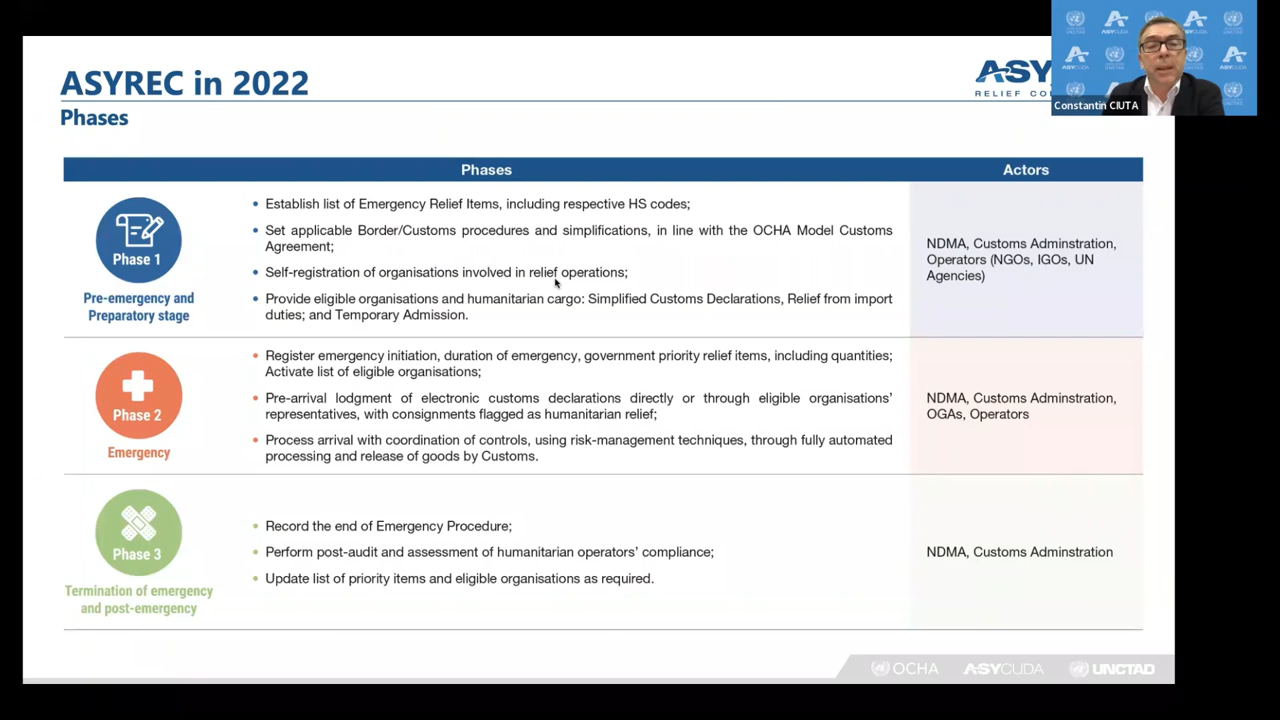 ASYREC in 2022
Phases
ASY
RELIEF CO
ASYCUDA
UNCTAD
Constantin CIUTA
Phases
Actors
Phase 1
Pre-emergency and
Preparatory stage
• Establish list of Emergency Relief Items, including respective HS codes;
• Set applicable Border/Customs procedures and simplifications, in line with the OCHA Model Customs
Agreement;
• Self-registration of organisations involved in relief operations;
• Provide eligible organisations and humanitarian cargo: Simplified Customs Declarations, Relief from import
duties; and Temporary Admission.
NDMA, Customs Adminstration,
Operators (NGOs, IGOs, UN
Agencies)
Phase 2
Emergency
• Register emergency initiation, duration of emergency, government priority relief items, including quantities;
Activate list of eligible organisations;
• Pre-arrival lodgment of electronic customs declarations directly or through eligible organisations’
representatives, with consignments flagged as humanitarian relief;
• Process arrival with coordination of controls, using risk-management techniques, through fully automated
processing and release of goods by Customs.
NDMA, Customs Adminstration,
OGAs, Operators
Phase 3
Termination of emergency
and post-emergency
• Record the end of Emergency Procedure;
• Perform post-audit and assessment of humanitarian operators’ compliance;
• Update list of priority items and eligible organisations as required.
NDMA, Customs Adminstration
OCHA
ASYCUDA
UNCTAD